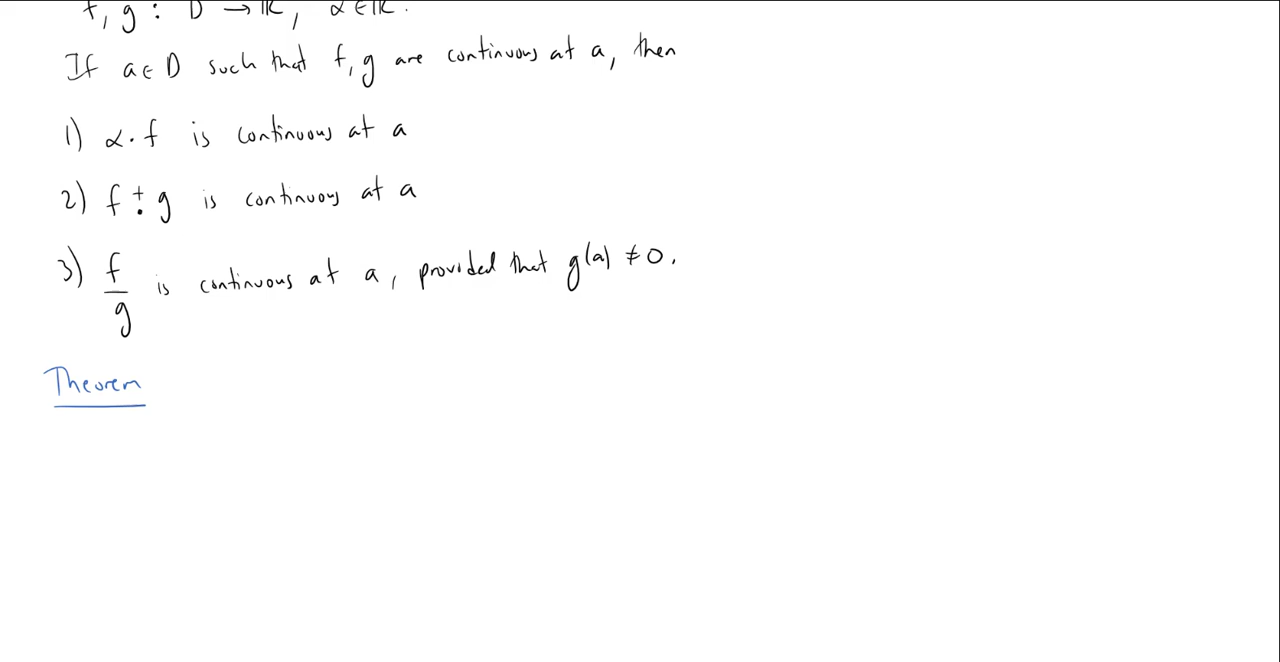 f, g : D → ℝ, α ∈ ℝ.
If a ∈ D such that f, g are continuous at a, then
1) α · f is continuous at a
2) f +̣ g is continuous at a
3) f/g is continuous at a, provided that g(a) ≠ 0.
Theorem